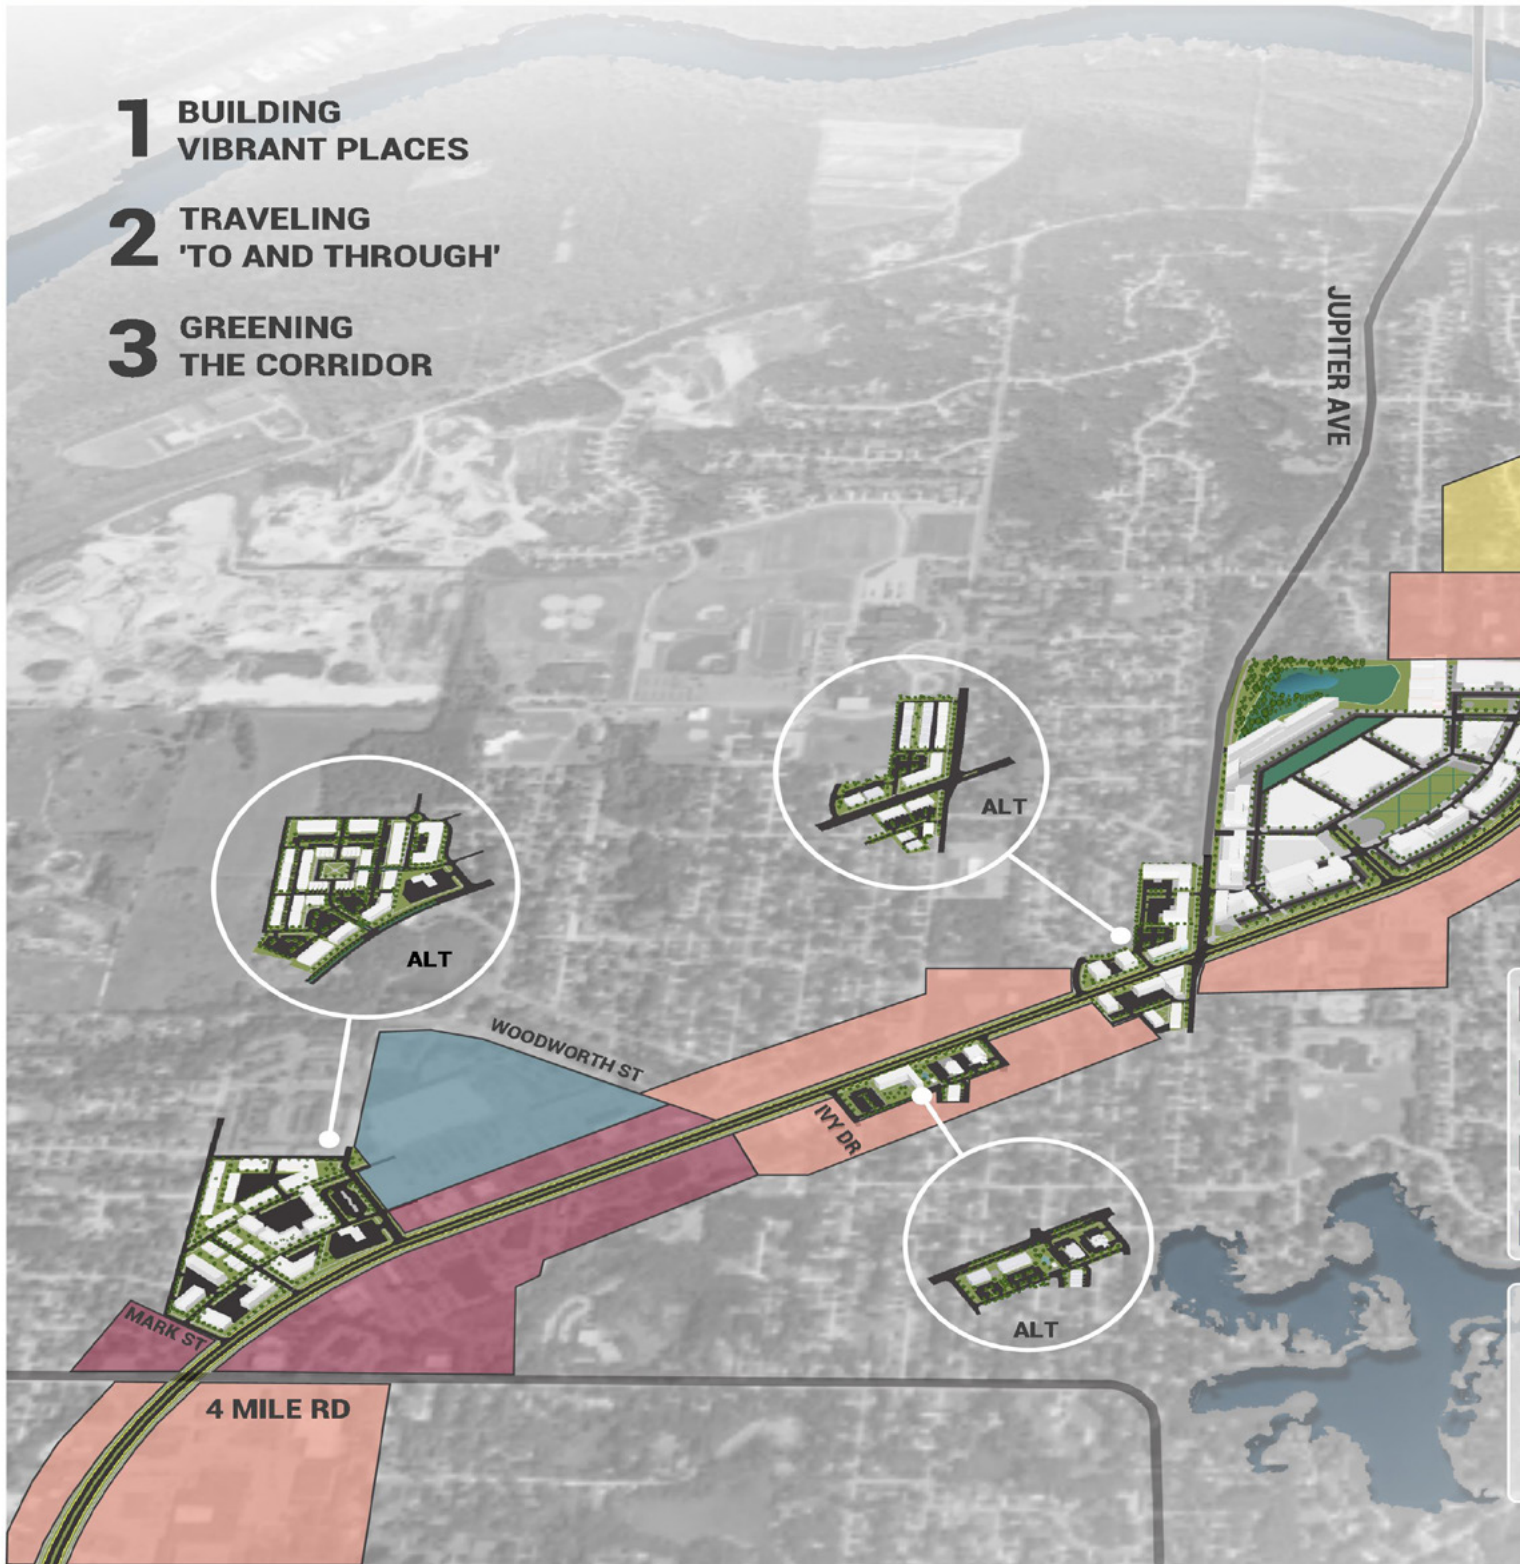 1 BUILDING
VIBRANT PLACES
2 TRAVELING
'TO AND THROUGH'
3 GREENING
THE CORRIDOR
JUPITER AVE
ALT
ALT
WOODWORTH ST
IVY DR
ALT
MARK ST
4 MILE RD